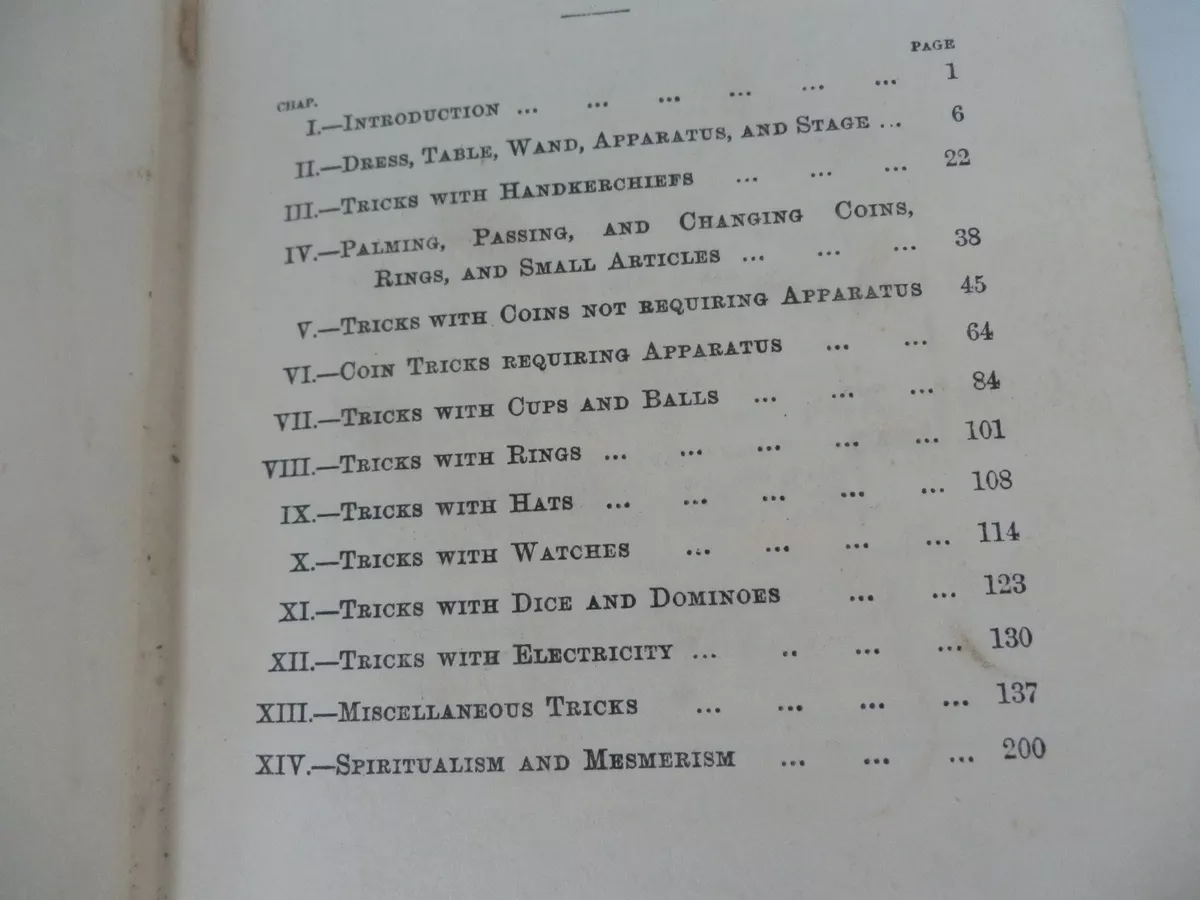 PAGE
CHAP.
I.—INTRODUCTION ... ... ... ... ... ... 1
II.—DRESS, TABLE, WAND, APPARATUS, AND STAGE ... 6
III.—TRICKS WITH HANDKERCHIEFS ... ... ... 22
IV.—PALMING, PASSING, AND CHANGING COINS,
RINGS, AND SMALL ARTICLES ... ... ... 38
V.—TRICKS WITH COINS NOT REQUIRING APPARATUS 45
VI.—COIN TRICKS REQUIRING APPARATUS ... ... 64
VII.—TRICKS WITH CUPS AND BALLS ... ... ... 84
VIII.—TRICKS WITH RINGS ... ... ... ... ... 101
IX.—TRICKS WITH HATS ... ... ... ... ... 108
X.—TRICKS WITH WATCHES ... ... ... ... 114
XI.—TRICKS WITH DICE AND DOMINOES ... ... 123
XII.—TRICKS WITH ELECTRICITY ... .. ... ... 130
XIII.—MISCELLANEOUS TRICKS ... ... ... ... 137
XIV.—SPIRITUALISM AND MESMERISM ... ... ... 200